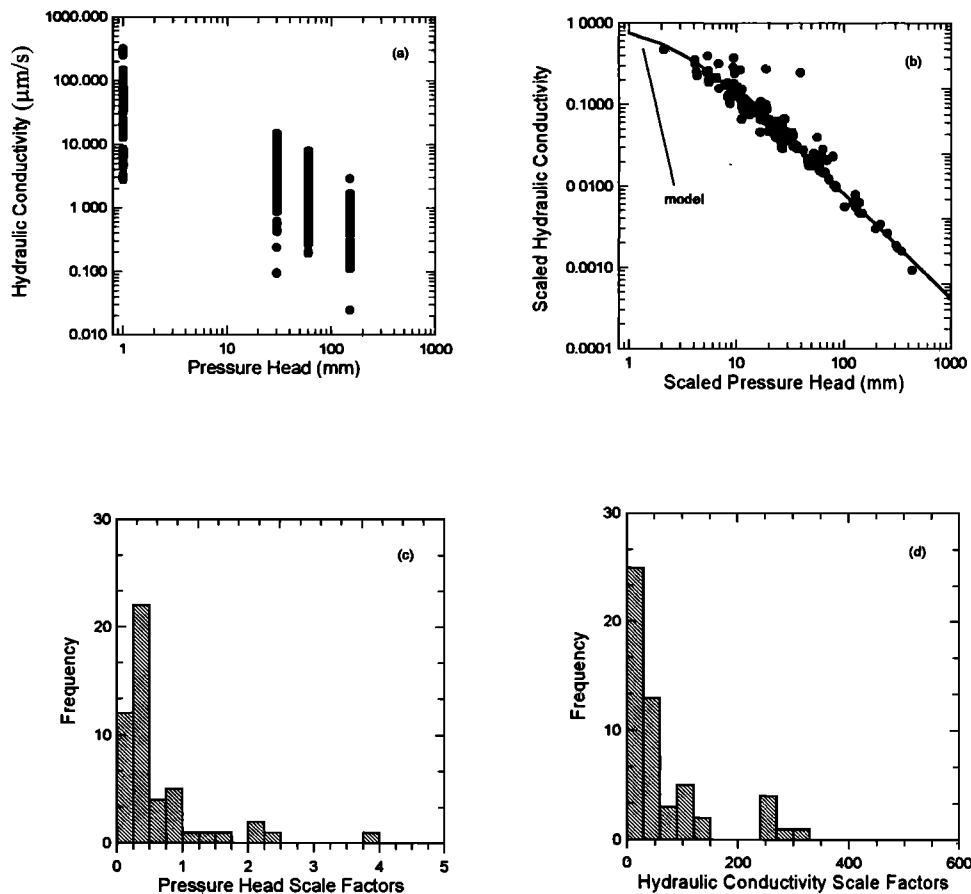 (a)
Hydraulic Conductivity (μm/s)
1000.000
100.000
10.000
1.000
0.100
0.010
1
10
100
1000
Pressure Head (mm)
(b)
Scaled Hydraulic Conductivity
1.0000
0.1000
0.0100
0.0010
0.0001
model
1
10
100
1000
Scaled Pressure Head (mm)
(c)
Frequency
30
20
10
0
0
1
2
3
4
5
Pressure Head Scale Factors
(d)
Frequency
30
20
10
0
0
200
400
600
Hydraulic Conductivity Scale Factors